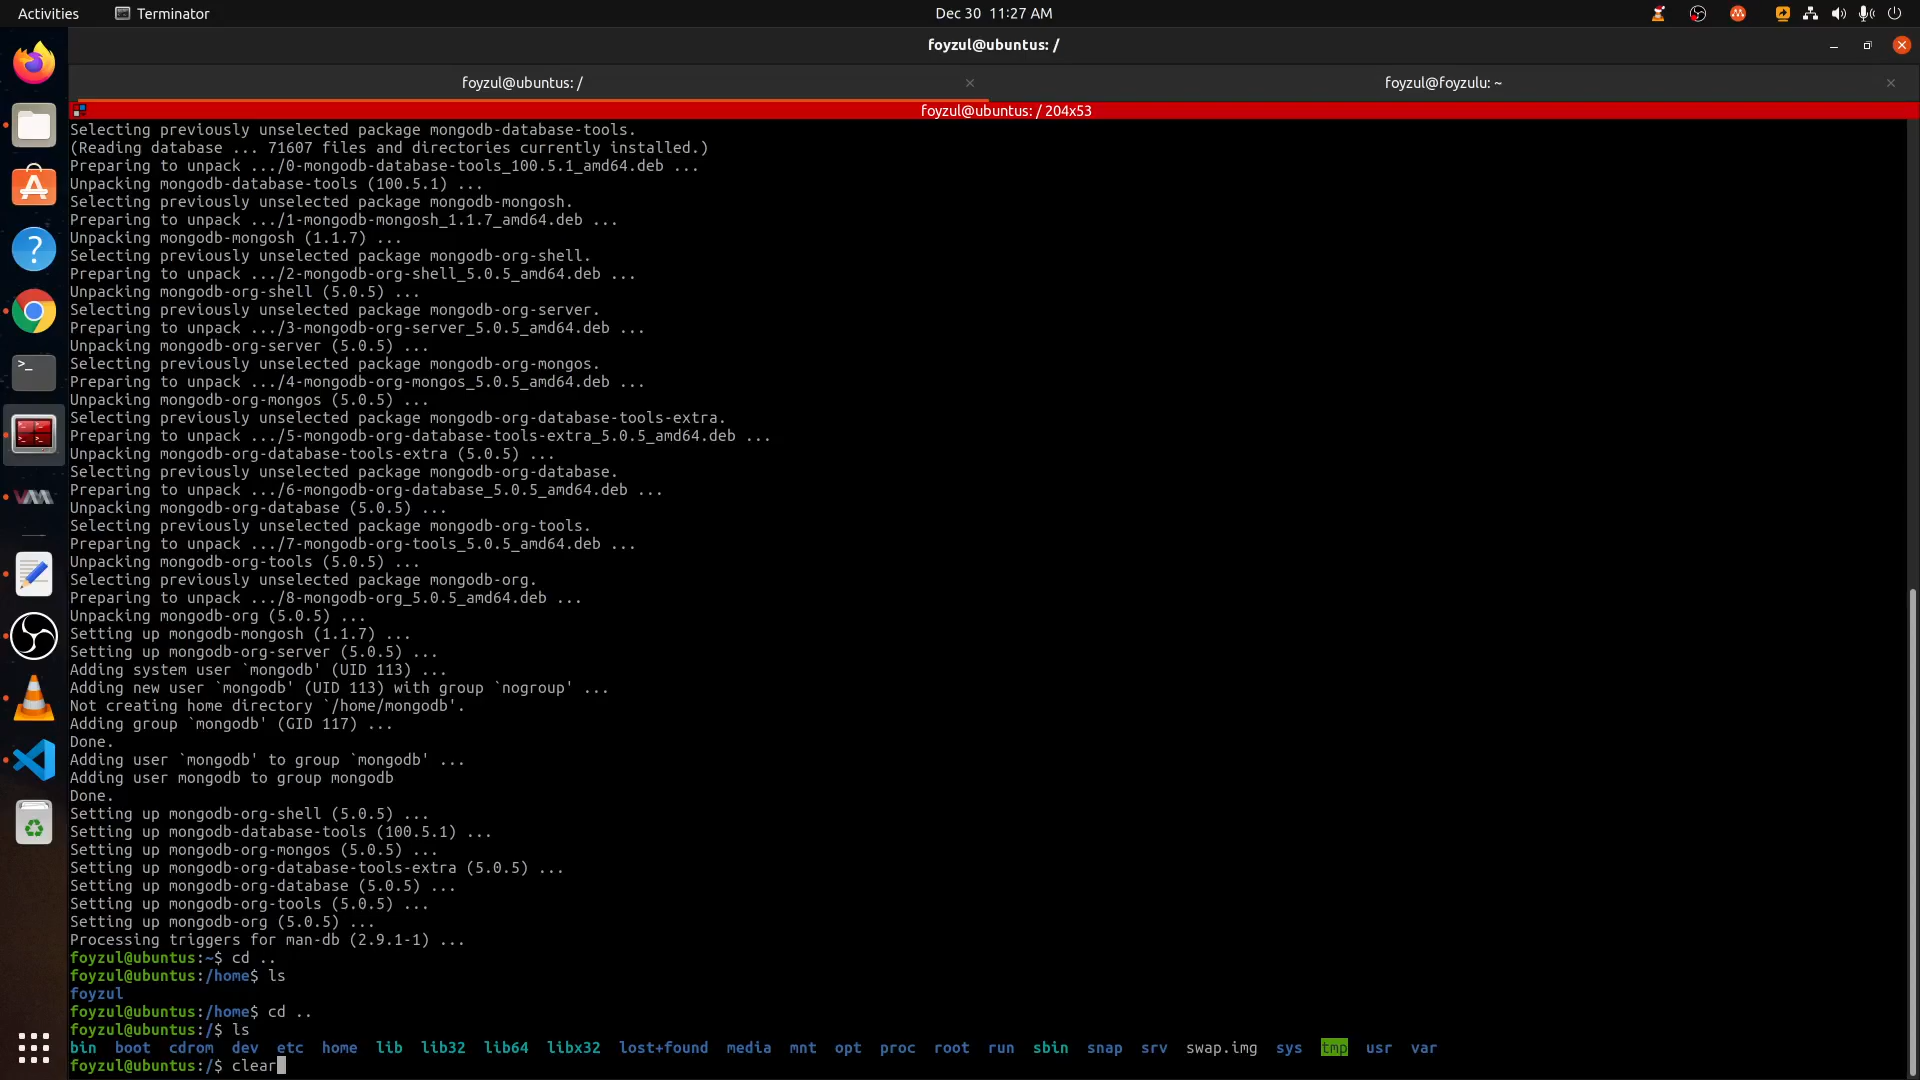 Activities Terminator Dec 30 11:27 AM
foyzul@ubuntus: /
foyzul@ubuntus: / × foyzul@foyzulu: ~ ×
foyzul@ubuntus: / 204x53
Selecting previously unselected package mongodb-database-tools.
(Reading database ... 71607 files and directories currently installed.)
Preparing to unpack .../0-mongodb-database-tools_100.5.1_amd64.deb ...
Unpacking mongodb-database-tools (100.5.1) ...
Selecting previously unselected package mongodb-mongosh.
Preparing to unpack .../1-mongodb-mongosh_1.1.7_amd64.deb ...
Unpacking mongodb-mongosh (1.1.7) ...
Selecting previously unselected package mongodb-org-shell.
Preparing to unpack .../2-mongodb-org-shell_5.0.5_amd64.deb ...
Unpacking mongodb-org-shell (5.0.5) ...
Selecting previously unselected package mongodb-org-server.
Preparing to unpack .../3-mongodb-org-server_5.0.5_amd64.deb ...
Unpacking mongodb-org-server (5.0.5) ...
Selecting previously unselected package mongodb-org-mongos.
Preparing to unpack .../4-mongodb-org-mongos_5.0.5_amd64.deb ...
Unpacking mongodb-org-mongos (5.0.5) ...
Selecting previously unselected package mongodb-org-database-tools-extra.
Preparing to unpack .../5-mongodb-org-database-tools-extra_5.0.5_amd64.deb ...
Unpacking mongodb-org-database-tools-extra (5.0.5) ...
Selecting previously unselected package mongodb-org-database.
Preparing to unpack .../6-mongodb-org-database_5.0.5_amd64.deb ...
Unpacking mongodb-org-database (5.0.5) ...
Selecting previously unselected package mongodb-org-tools.
Preparing to unpack .../7-mongodb-org-tools_5.0.5_amd64.deb ...
Unpacking mongodb-org-tools (5.0.5) ...
Selecting previously unselected package mongodb-org.
Preparing to unpack .../8-mongodb-org_5.0.5_amd64.deb ...
Unpacking mongodb-org (5.0.5) ...
Setting up mongodb-mongosh (1.1.7) ...
Setting up mongodb-org-server (5.0.5) ...
Adding system user `mongodb' (UID 113) ...
Adding new user `mongodb' (UID 113) with group `nogroup' ...
Not creating home directory `/home/mongodb'.
Adding group `mongodb' (GID 117) ...
Done.
Adding user `mongodb' to group `mongodb' ...
Adding user mongodb to group mongodb
Done.
Setting up mongodb-org-shell (5.0.5) ...
Setting up mongodb-database-tools (100.5.1) ...
Setting up mongodb-org-mongos (5.0.5) ...
Setting up mongodb-org-database-tools-extra (5.0.5) ...
Setting up mongodb-org-database (5.0.5) ...
Setting up mongodb-org-tools (5.0.5) ...
Setting up mongodb-org (5.0.5) ...
Processing triggers for man-db (2.9.1-1) ...
foyzul@ubuntus:~$ cd ..
foyzul@ubuntus:/home$ ls
foyzul
foyzul@ubuntus:/home$ cd ..
foyzul@ubuntus:/$ ls
bin boot cdrom dev etc home lib lib32 lib64 libx32 lost+found media mnt opt proc root run sbin snap srv swap.img sys tmp usr var
foyzul@ubuntus:/$ clear